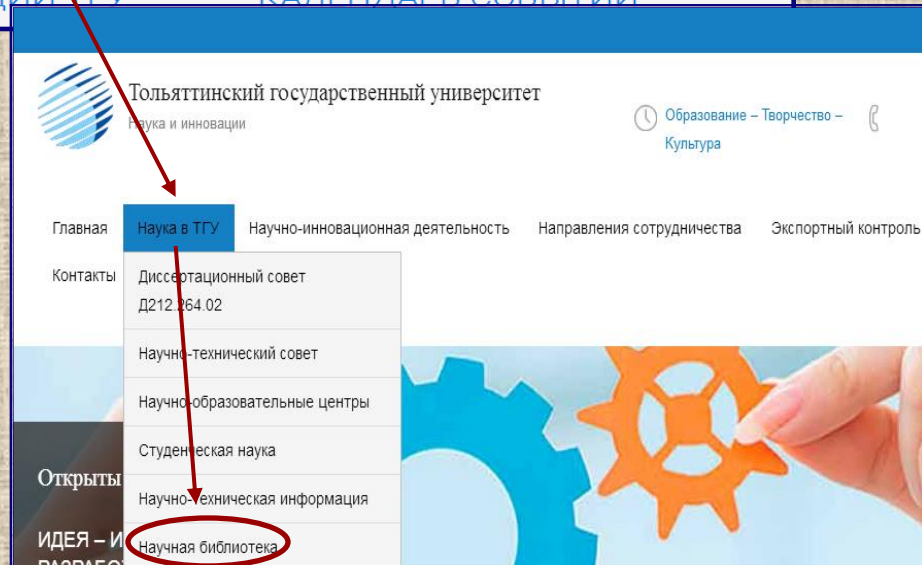 КАЛЕНДАРЬ СОБЫТИЙ
Тольяттинский государственный университет
Наука и инновации
Образование – Творчество –
Культура
Главная
Наука в ТГУ
Научно-инновационная деятельность
Направления сотрудничества
Экспортный контроль
Контакты
Диссертационный совет
Д212.264.02
Научно-технический совет
Научно-образовательные центры
Студенческая наука
Научно-техническая информация
Научная библиотека
Открыты
ИДЕЯ – И